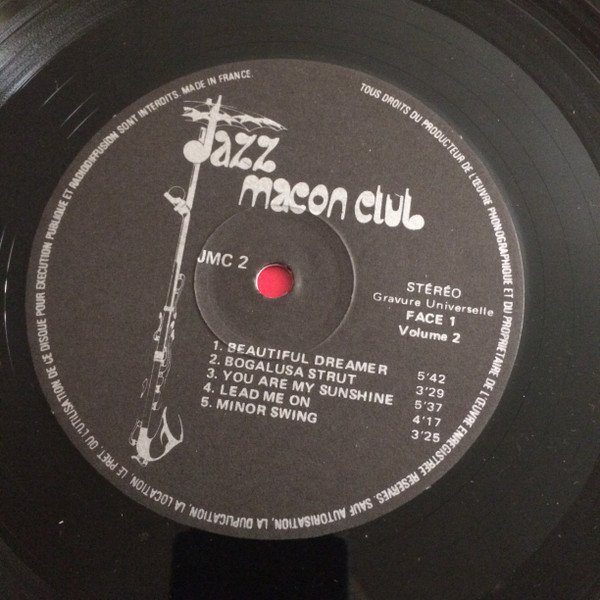 TOUS DROITS DU PRODUCTEUR DE L'ŒUVRE PHONOGRAPHIQUE ET DU PROPRIETAIRE DE L'ŒUVRE ENREGISTREE RESERVES. SAUF AUTORISATION, LA DUPLICATION, LA LOCATION, LE PRET, OU L'UTILISATION DE CE DISQUE POUR EXECUTION PUBLIQUE ET RADIODIFFUSION SONT INTERDITS. MADE IN FRANCE.
Jazz
macon club
JMC 2
STÉRÉO
Gravure Universelle
FACE 1
Volume 2
1. BEAUTIFUL DREAMER 5'42
2. BOGALUSA STRUT 3'29
3. YOU ARE MY SUNSHINE 5'37
4. LEAD ME ON 4'17
5. MINOR SWING 3'25